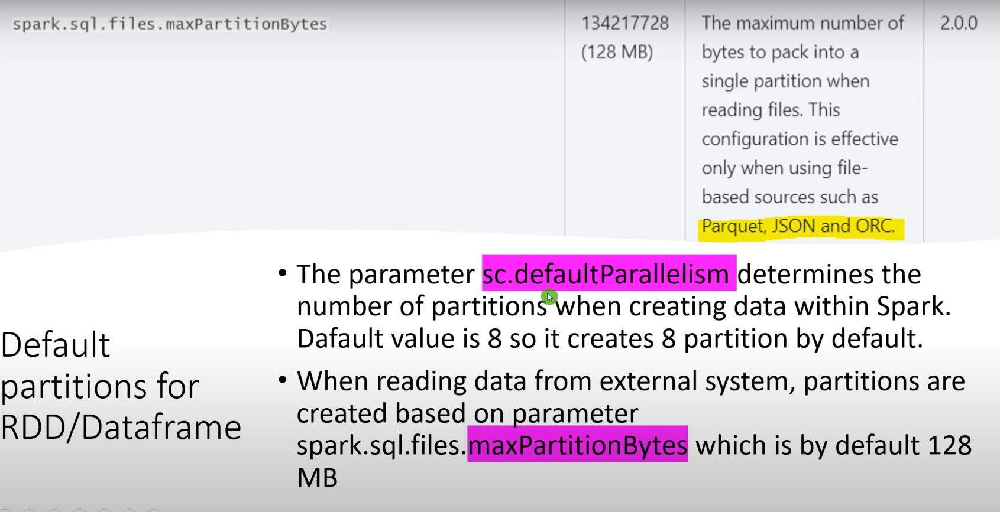 spark.sql.files.maxPartitionBytes
134217728
(128 MB)
The maximum number of
bytes to pack into a
single partition when
reading files. This
configuration is effective
only when using file-
based sources such as
Parquet, JSON and ORC.
2.0.0
Default
partitions for
RDD/Dataframe
• The parameter sc.defaultParallelism determines the
number of partitions when creating data within Spark.
Dafault value is 8 so it creates 8 partition by default.
• When reading data from external system, partitions are
created based on parameter
spark.sql.files.maxPartitionBytes which is by default 128
MB